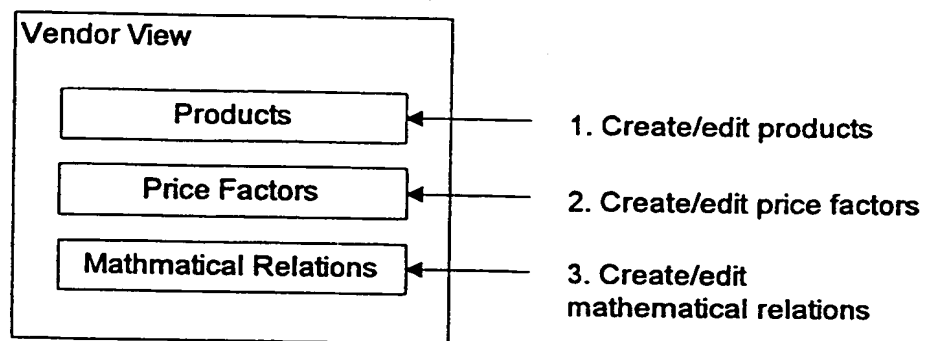 Vendor View
Products
1. Create/edit products
Price Factors
2. Create/edit price factors
Mathmatical Relations
3. Create/edit
mathematical relations